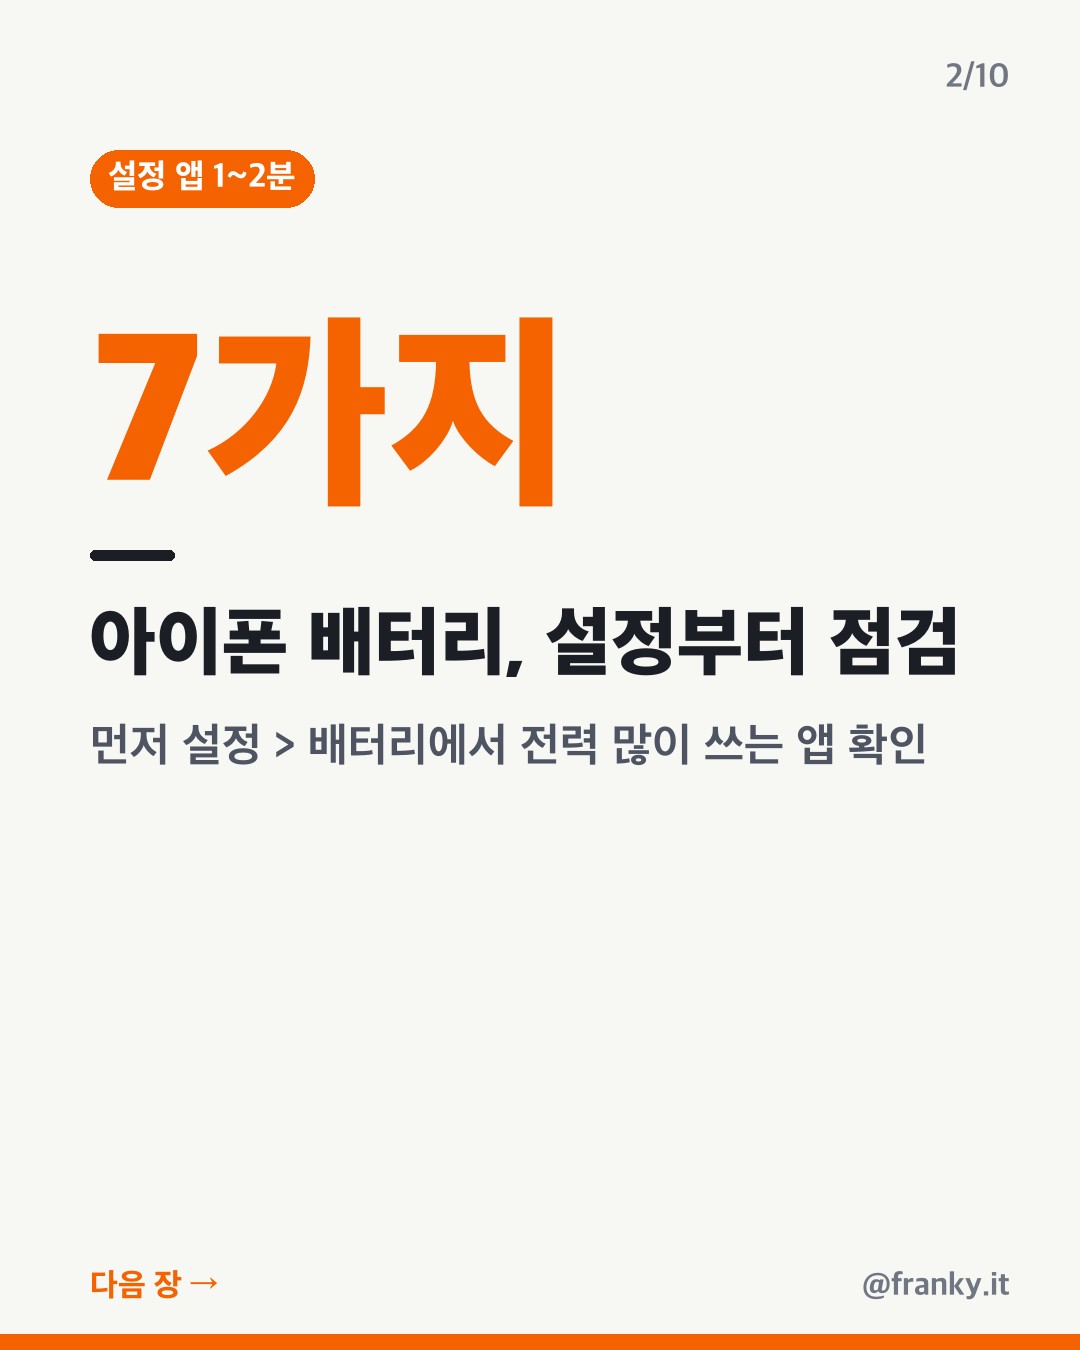 2/10
설정 앱 1~2분
7가지
아이폰 배터리, 설정부터 점검
먼저 설정 > 배터리에서 전력 많이 쓰는 앱 확인
다음 장 →
@franky.it